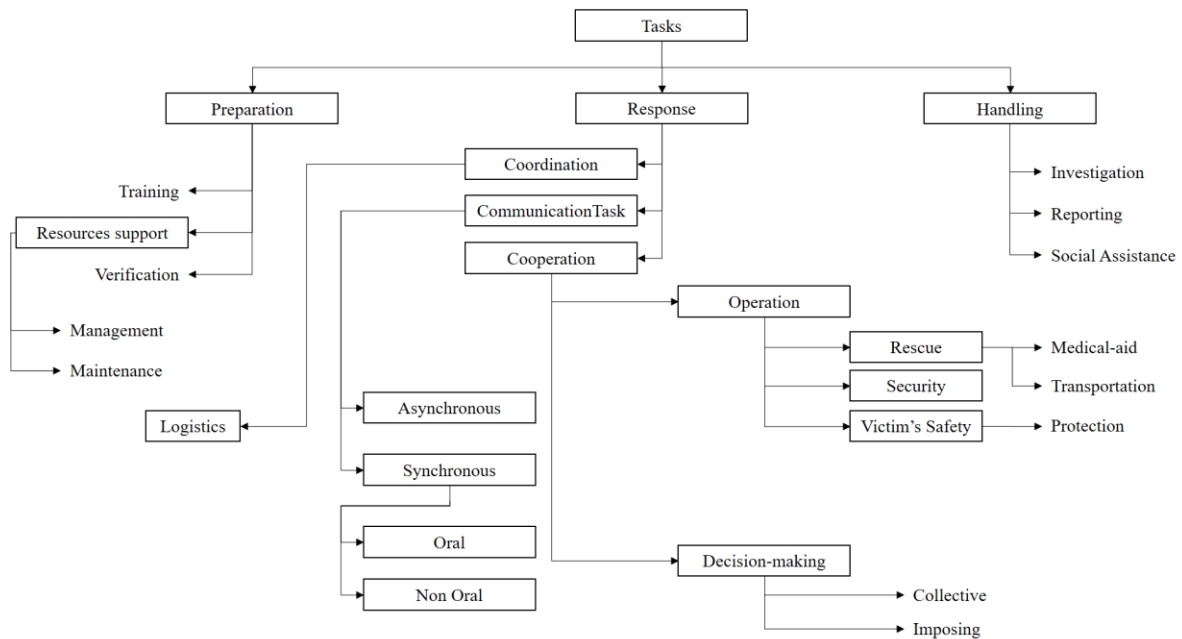 Tasks
Preparation
Response
Handling
Coordination
Investigation
Training
CommunicationTask
Reporting
Resources support
Cooperation
Social Assistance
Verification
Operation
Management
Rescue
Medical-aid
Maintenance
Security
Transportation
Asynchronous
Logistics
Victim's Safety
Protection
Synchronous
Oral
Decision-making
Non Oral
Collective
Imposing